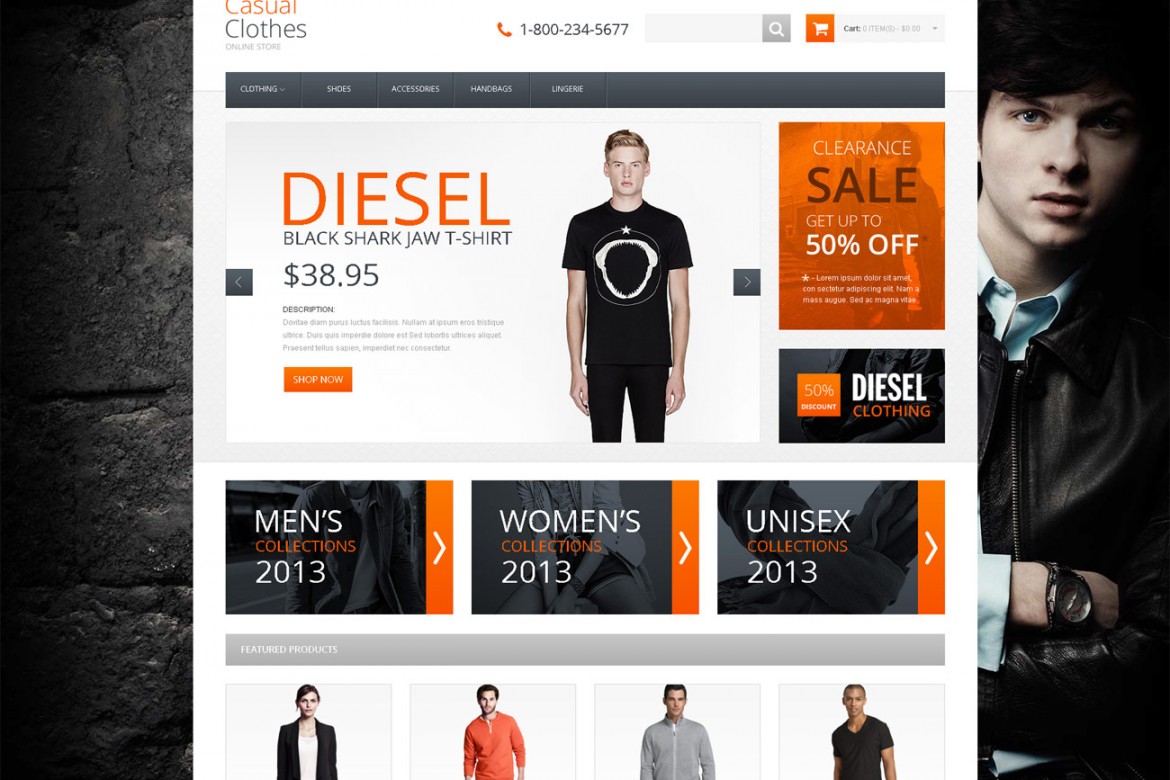 Casual
Clothes
ONLINE STORE
1-800-234-5677
Cart: 0 ITEM(S) - $0.00
CLOTHING
SHOES
ACCESSORIES
HANDBAGS
LINGERIE
DIESEL
BLACK SHARK JAW T-SHIRT
$38.95
DESCRIPTION:
Doritae diam purus luctus facilisis. Nullam at ipsum eros tristique
ultrice. Duis quis imperdie dolore est Sed lobortis ultrices aliquet.
Praesent tellus sapien, imperdiet nec consectetur.
SHOP NOW
CLEARANCE
SALE
GET UP TO
50% OFF*
* - Lorem ipsum dolor sit amet,
con sectetur adipiscing elit. Nam a
mass augue. Sed ac magna vitae
50%
DISCOUNT
DIESEL
CLOTHING
MEN'S
COLLECTIONS
2013
WOMEN'S
COLLECTIONS
2013
UNISEX
COLLECTIONS
2013
FEATURED PRODUCTS